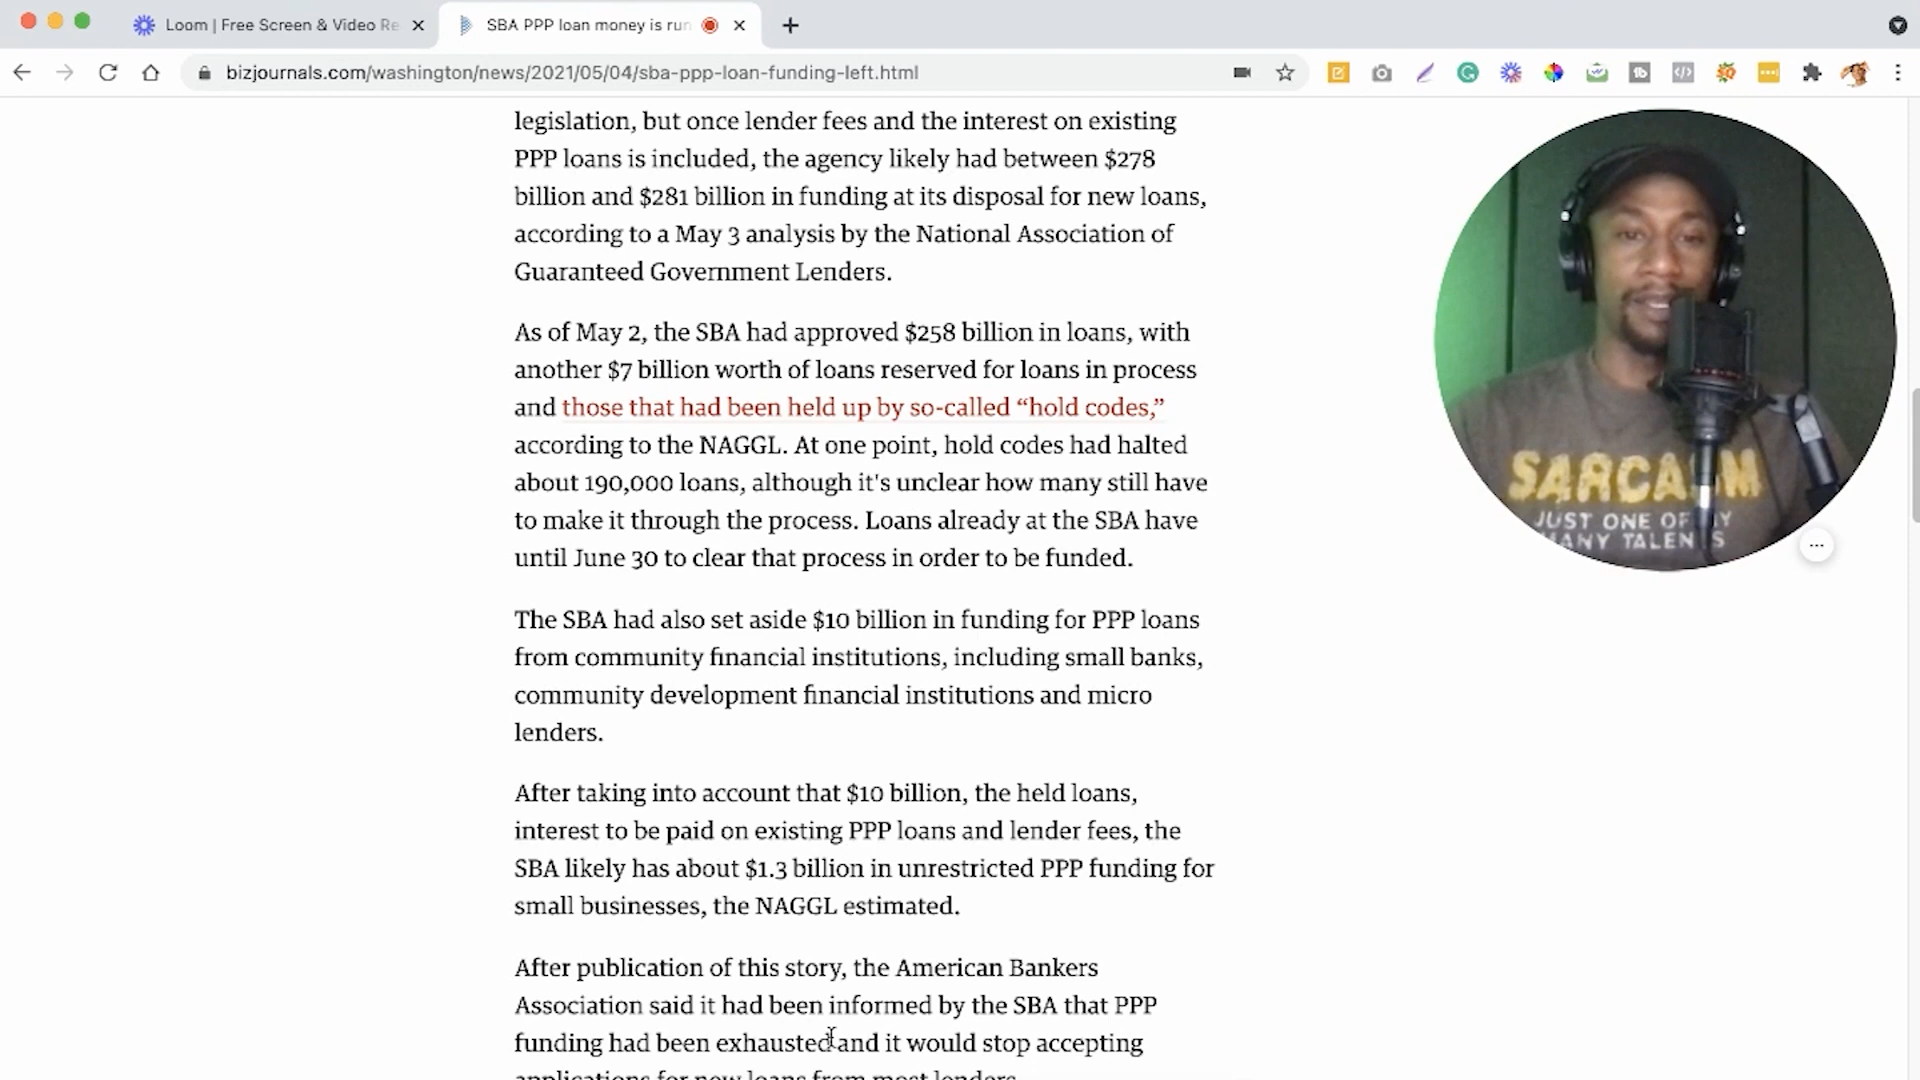 Loom | Free Screen & Video Re
SBA PPP loan money is run
bizjournals.com/washington/news/2021/05/04/sba-ppp-loan-funding-left.html
legislation, but once lender fees and the interest on existing
PPP loans is included, the agency likely had between $278
billion and $281 billion in funding at its disposal for new loans,
according to a May 3 analysis by the National Association of
Guaranteed Government Lenders.
As of May 2, the SBA had approved $258 billion in loans, with
another $7 billion worth of loans reserved for loans in process
and those that had been held up by so-called “hold codes,”
according to the NAGGL. At one point, hold codes had halted
about 190,000 loans, although it's unclear how many still have
to make it through the process. Loans already at the SBA have
until June 30 to clear that process in order to be funded.
The SBA had also set aside $10 billion in funding for PPP loans
from community financial institutions, including small banks,
community development financial institutions and micro
lenders.
After taking into account that $10 billion, the held loans,
interest to be paid on existing PPP loans and lender fees, the
SBA likely has about $1.3 billion in unrestricted PPP funding for
small businesses, the NAGGL estimated.
After publication of this story, the American Bankers
Association said it had been informed by the SBA that PPP
funding had been exhausted and it would stop accepting
applications for new loans from most lenders
SARCASM
JUST ONE OF MY
MANY TALENTS